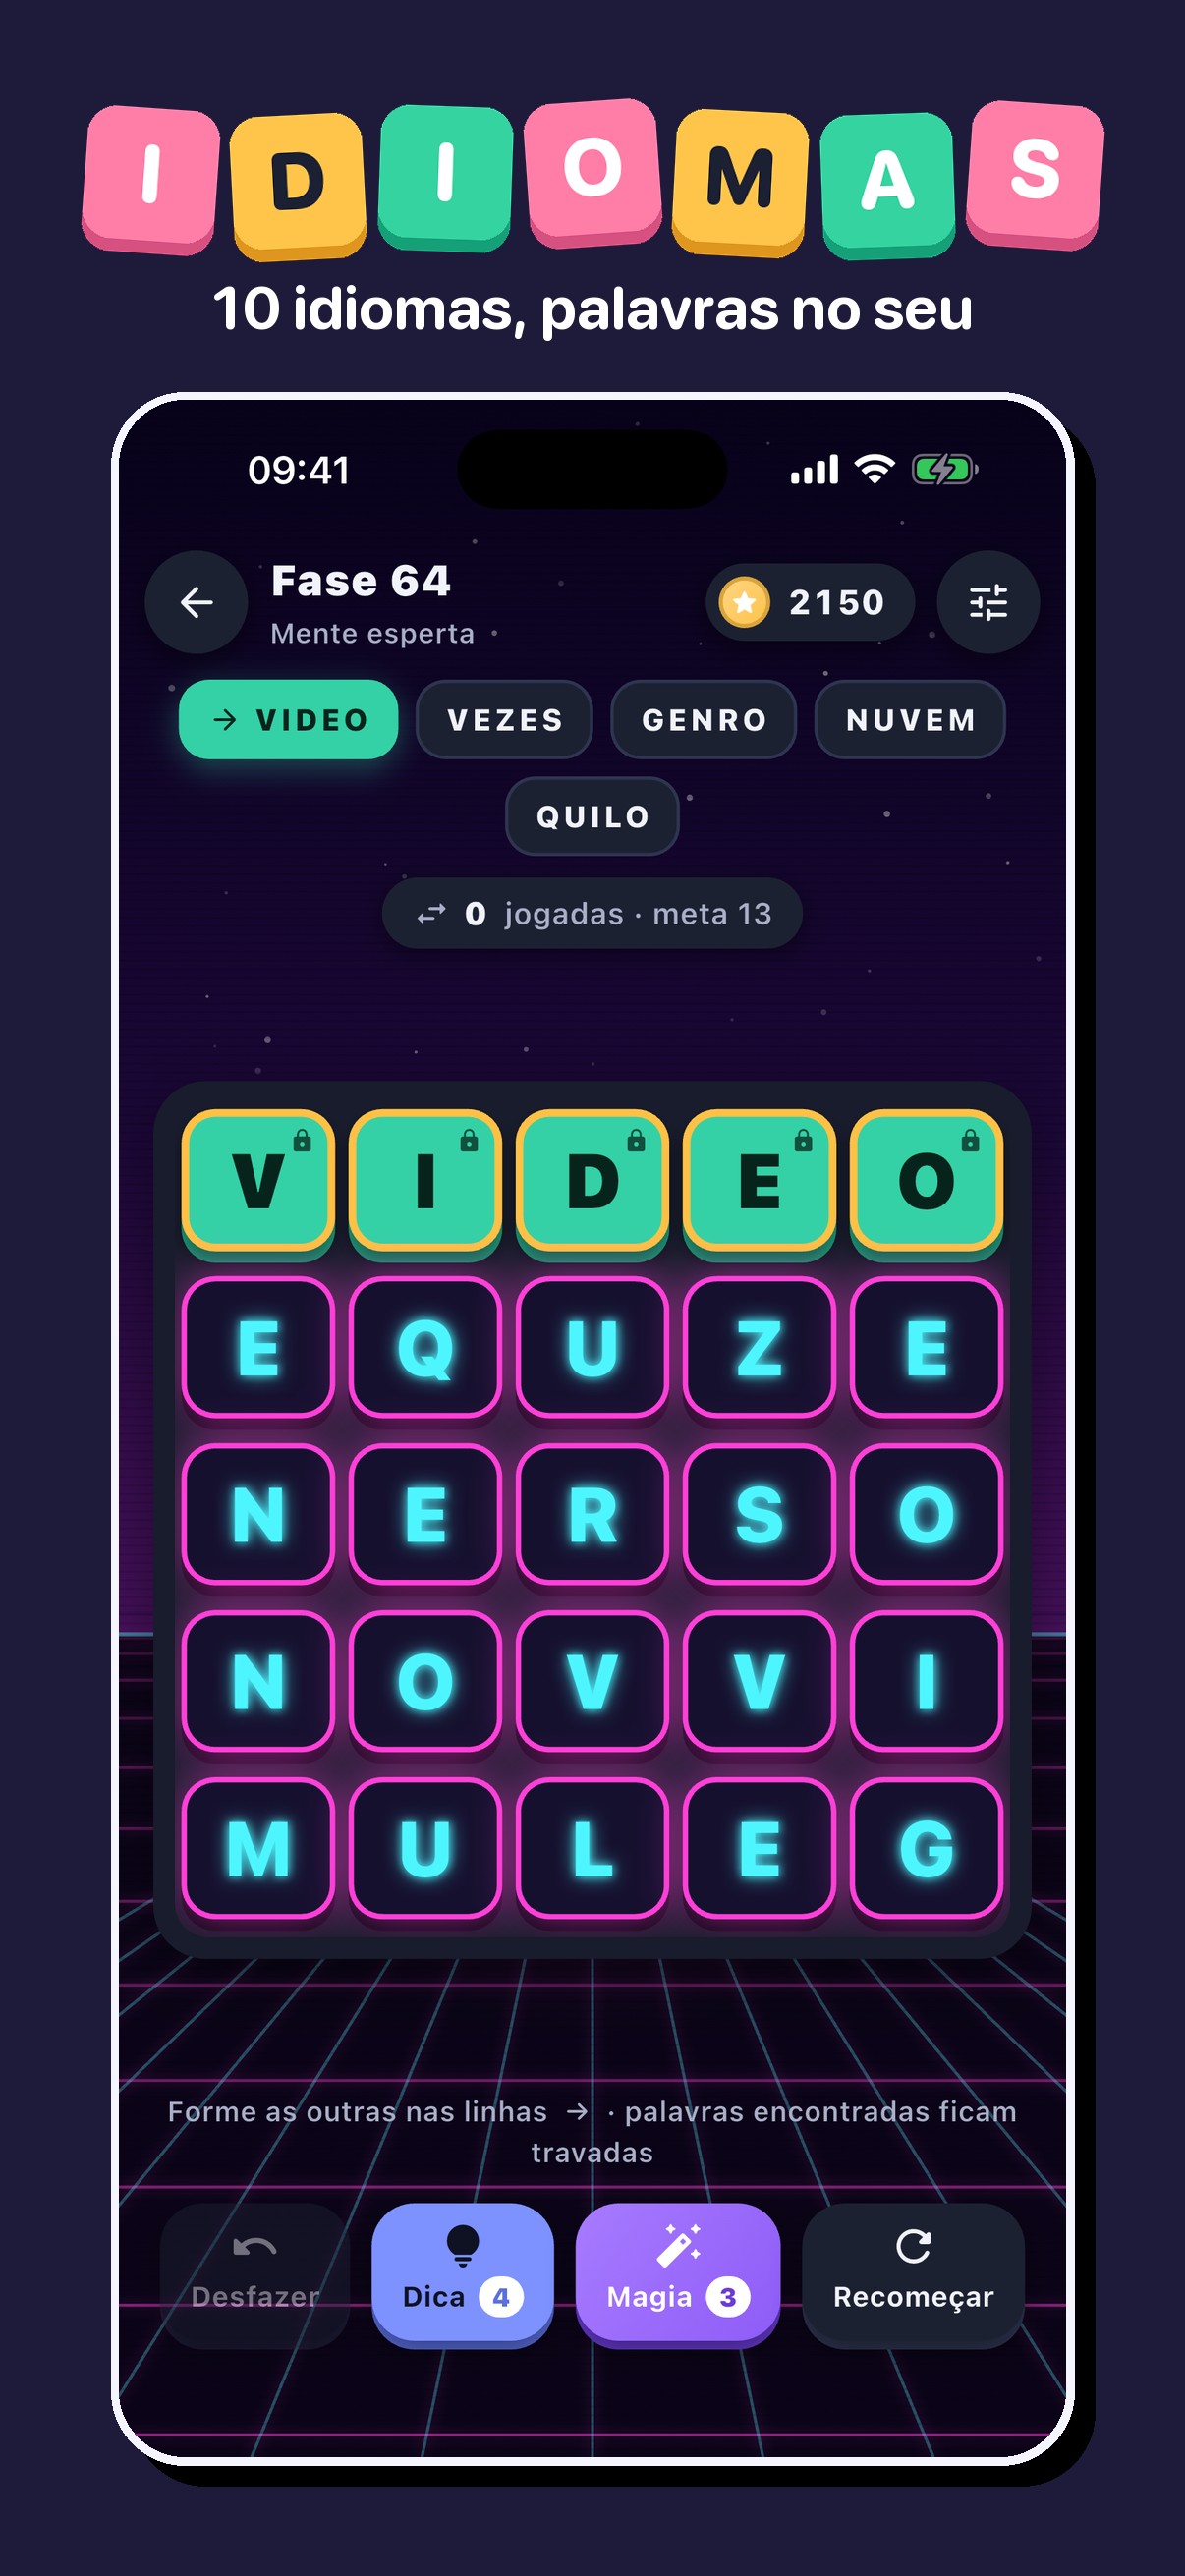 IDIOMAS
10 idiomas, palavras no seu
09:41
Fase 64
2150
Mente esperta
→ VIDEO VEZES GENRO NUVEM
QUILO
0 jogadas · meta 13
V I D E O
E Q U Z E
N E R S O
N O V V I
M U L E G
Forme as outras nas linhas → · palavras encontradas ficam
travadas
Desfazer Dica 4 Magia 3 Recomeçar